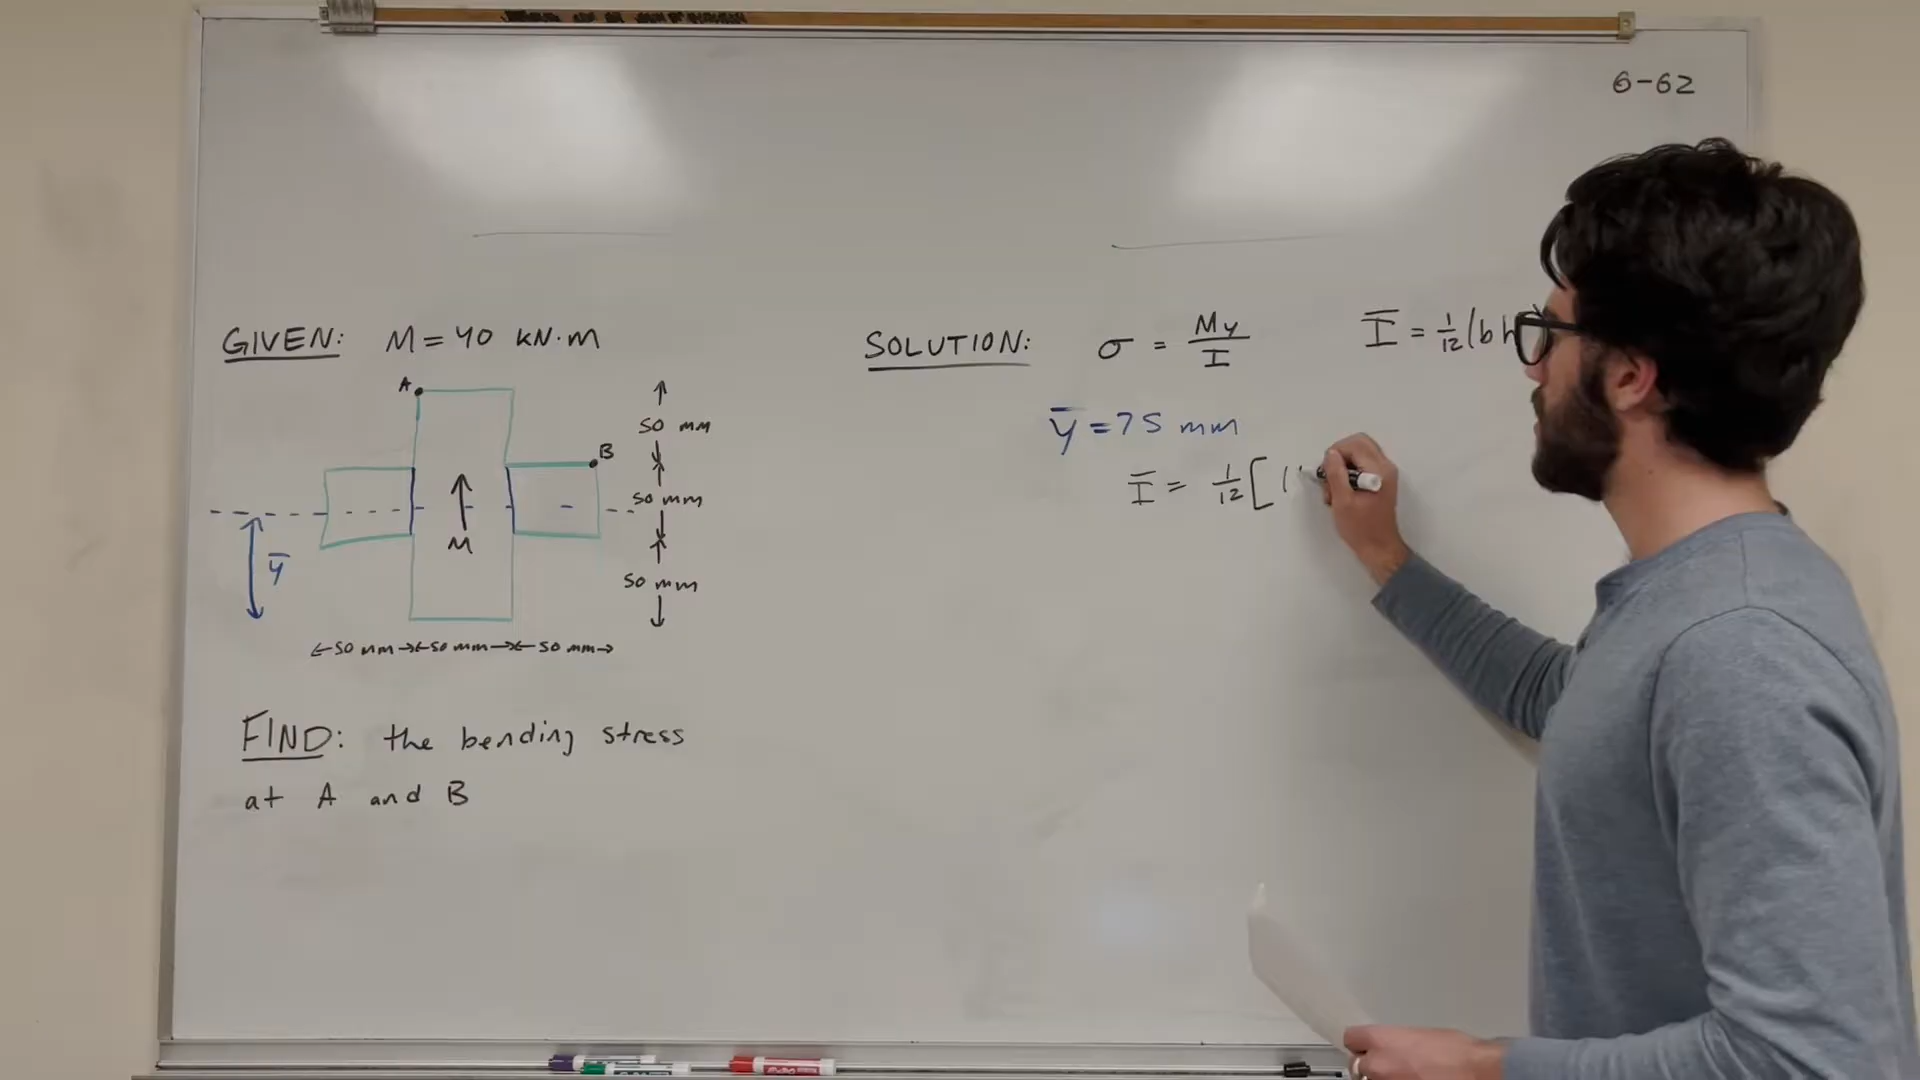 6-62
GIVEN: M = 40 kN·m
A
B
50 mm
50 mm
50 mm
M
ȳ
50 mm 50 mm 50 mm
FIND: the bending stress
at A and B
SOLUTION: σ = My/I
Ī = 1/12 (b h
ȳ = 75 mm
Ī = 1/12 [ (